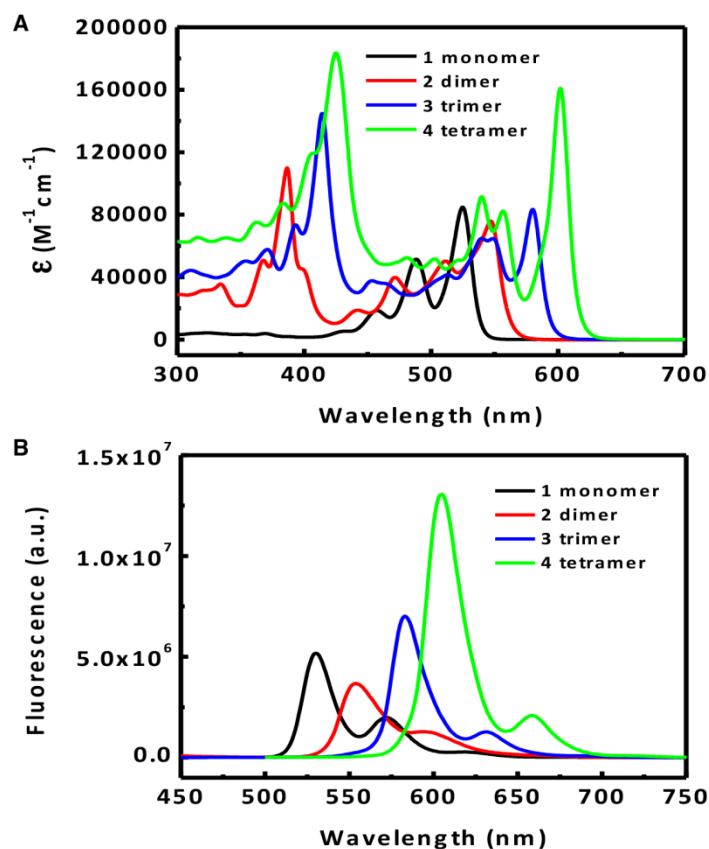 A
200000
160000
120000
80000
40000
0
ε (M⁻¹cm⁻¹)
1 monomer
2 dimer
3 trimer
4 tetramer
300 400 500 600 700
Wavelength (nm)
B
1.5x10⁷
1.0x10⁷
5.0x10⁶
0.0
Fluorescence (a.u.)
1 monomer
2 dimer
3 trimer
4 tetramer
450 500 550 600 650 700 750
Wavelength (nm)